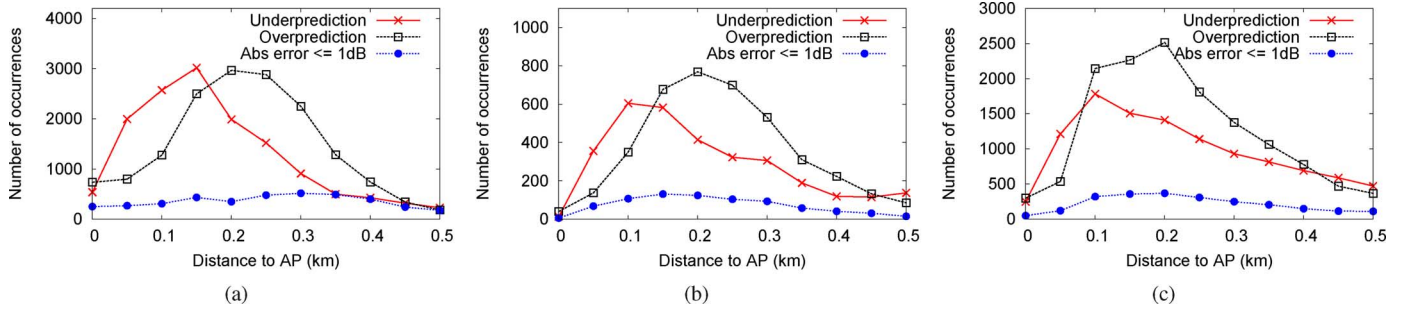 Number of occurrences
4000
3000
2000
1000
0
0
0.1
0.2
0.3
0.4
0.5
Underprediction
Overprediction
Abs error <= 1dB
Distance to AP (km)
(a)
Number of occurrences
1000
800
600
400
200
0
0
0.1
0.2
0.3
0.4
0.5
Underprediction
Overprediction
Abs error <= 1dB
Distance to AP (km)
(b)
Number of occurrences
3000
2500
2000
1500
1000
500
0
0
0.1
0.2
0.3
0.4
0.5
Underprediction
Overprediction
Abs error <= 1dB
Distance to AP (km)
(c)